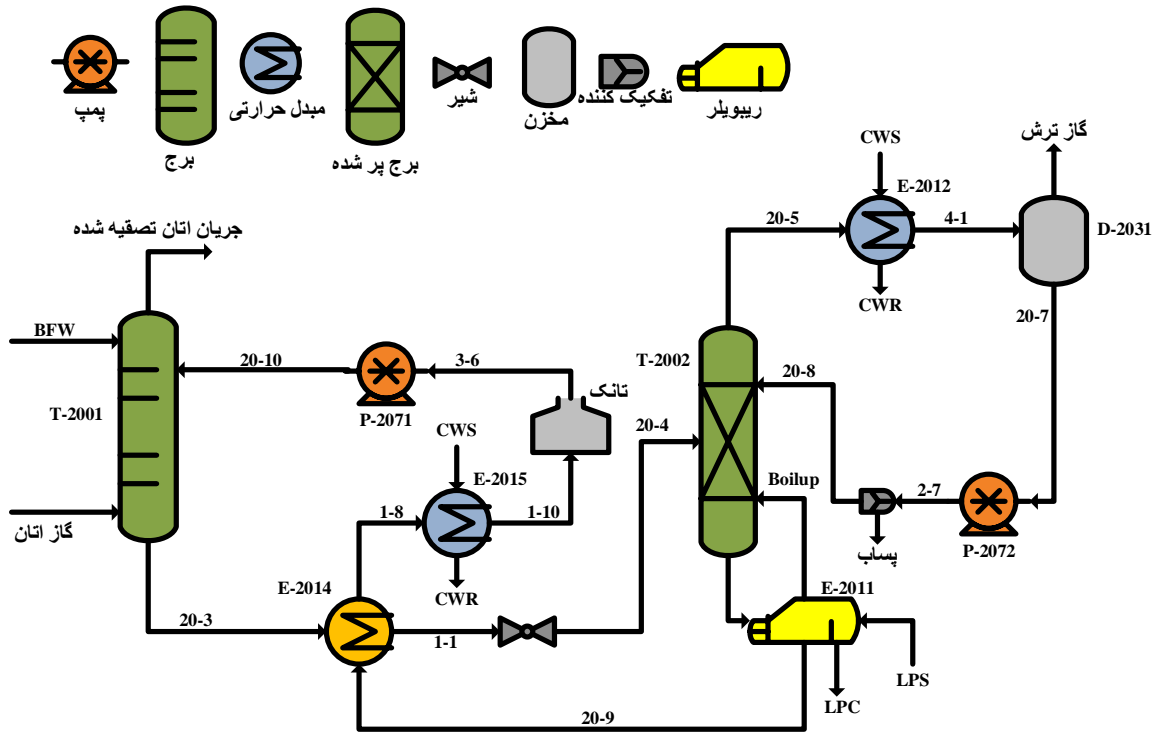 پمپ
برج
مبدل حرارتی
برج پر شده
شیر
مخزن
تفکیک کننده
ریبویلر
گاز ترش
CWS
E-2012
20-5
4-1
D-2031
CWR
20-7
جریان اتان تصقیه شده
BFW
20-10
3-6
T-2002
20-8
T-2001
P-2071
تانک
CWS
20-4
E-2015
Boilup
2-7
1-8
1-10
گاز اتان
پساب
P-2072
E-2014
CWR
E-2011
20-3
1-1
LPS
LPC
20-9